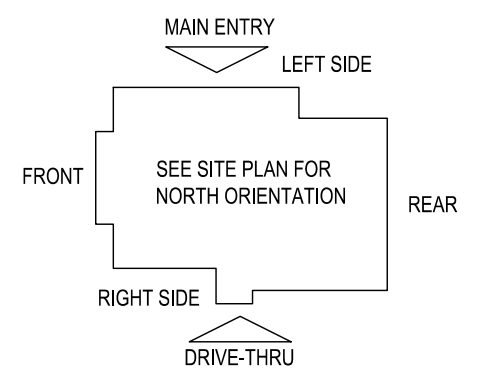 MAIN ENTRY
LEFT SIDE
FRONT
SEE SITE PLAN FOR
NORTH ORIENTATION
REAR
RIGHT SIDE
DRIVE-THRU